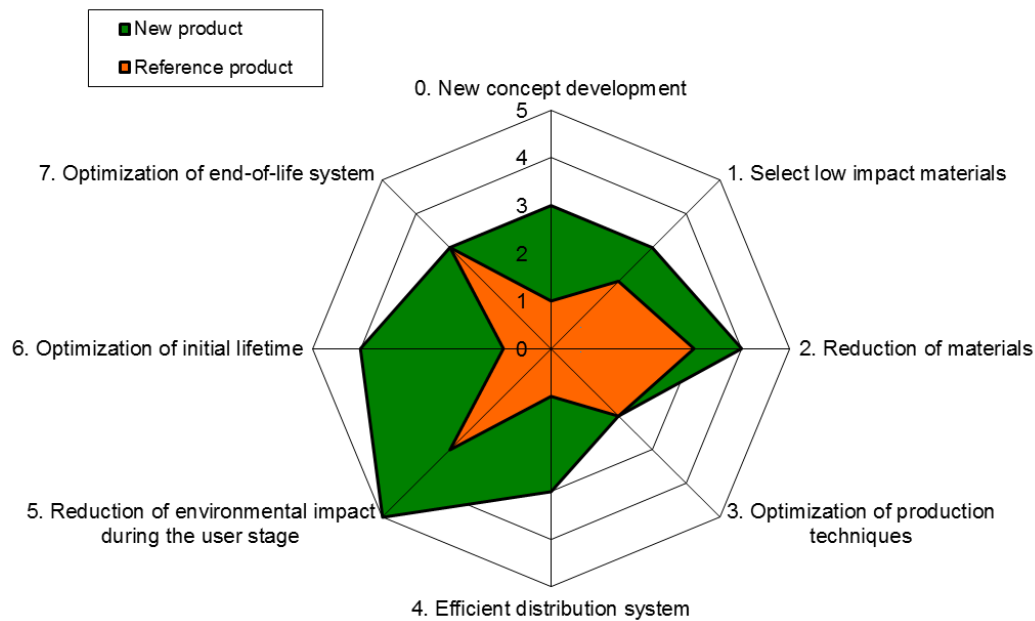 New product
Reference product
0. New concept development
5
7. Optimization of end-of-life system
4
1. Select low impact materials
3
2
1
6. Optimization of initial lifetime
0
2. Reduction of materials
5. Reduction of environmental impact
during the user stage
3. Optimization of production
techniques
4. Efficient distribution system